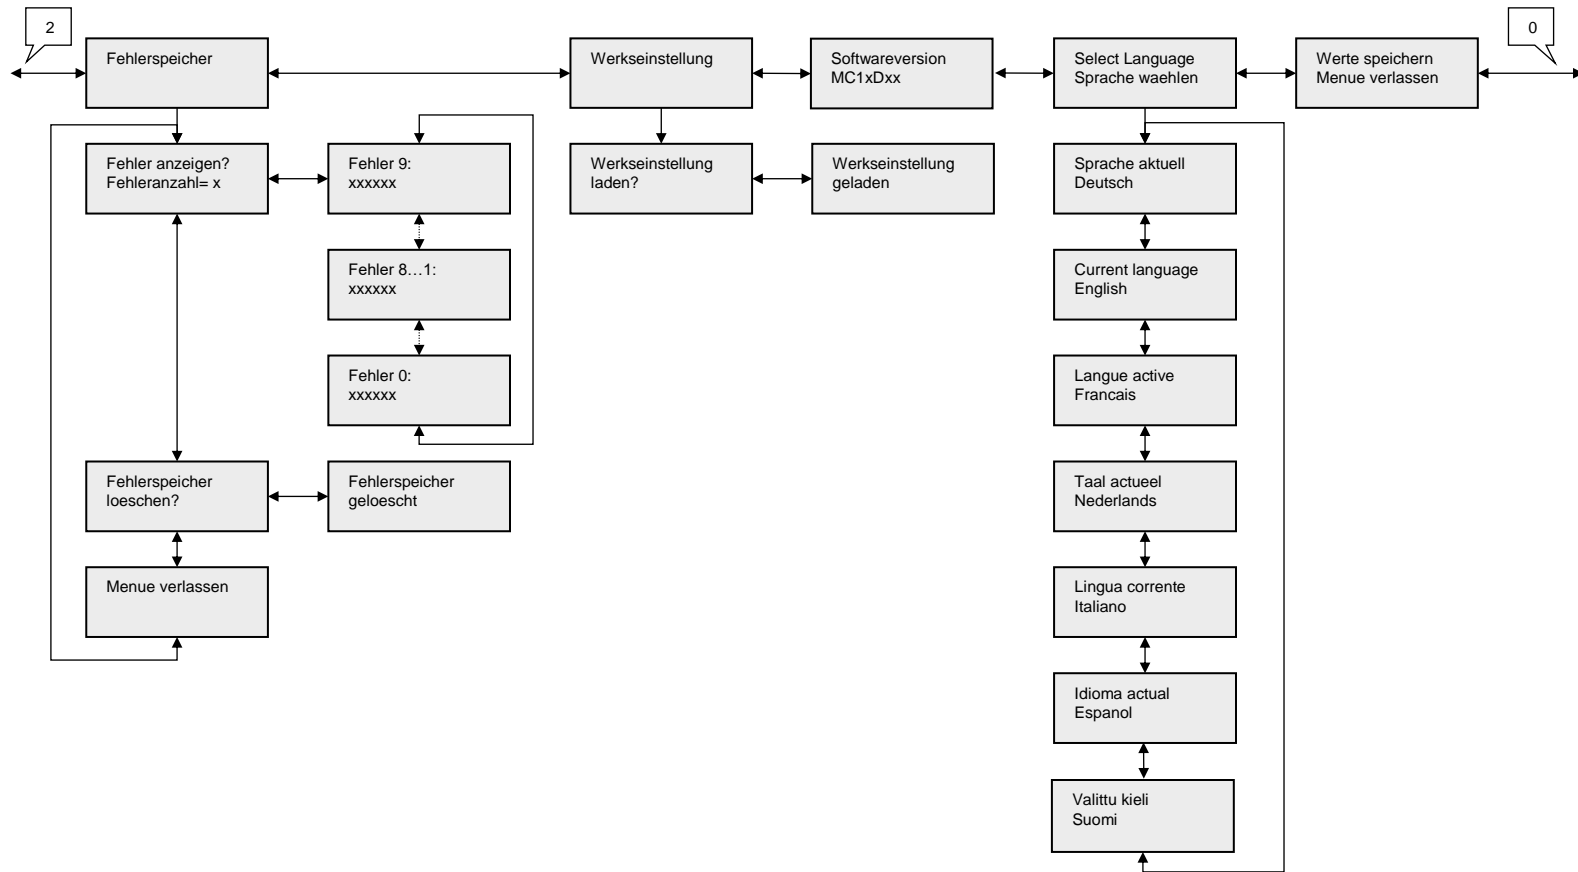 2
0
Fehlerspeicher
Werkseinstellung
Softwareversion
MC1xDxx
Select Language
Sprache waehlen
Werte speichern
Menue verlassen
Fehler anzeigen?
Fehleranzahl= x
Fehler 9:
xxxxxx
Werkseinstellung
laden?
Werkseinstellung
geladen
Sprache aktuell
Deutsch
Fehler 8…1:
xxxxxx
Current language
English
Fehler 0:
xxxxxx
Langue active
Francais
Fehlerspeicher
loeschen?
Fehlerspeicher
geloescht
Taal actueel
Nederlands
Menue verlassen
Lingua corrente
Italiano
Idioma actual
Espanol
Valittu kieli
Suomi